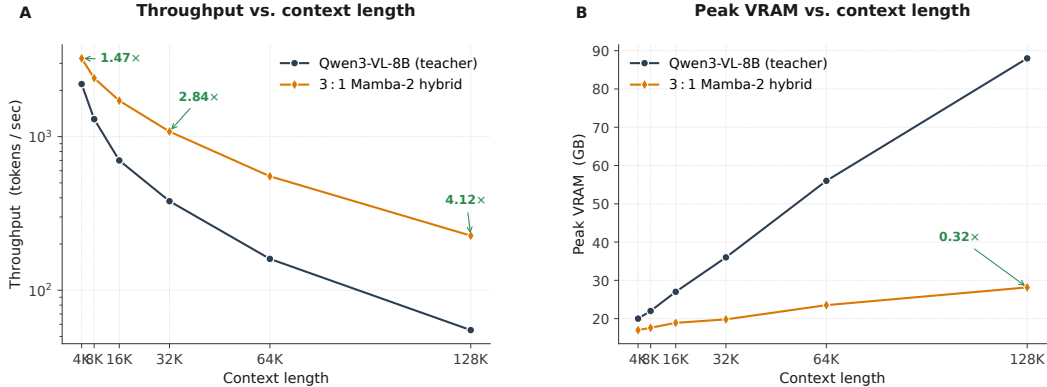 A
Throughput vs. context length
Throughput (tokens / sec)
10³
10²
Qwen3-VL-8B (teacher)
3 : 1 Mamba-2 hybrid
1.47×
2.84×
4.12×
4K
8K
16K
32K
64K
128K
Context length
B
Peak VRAM vs. context length
Peak VRAM (GB)
90
80
70
60
50
40
30
20
Qwen3-VL-8B (teacher)
3 : 1 Mamba-2 hybrid
0.32×
4K
8K
16K
32K
64K
128K
Context length